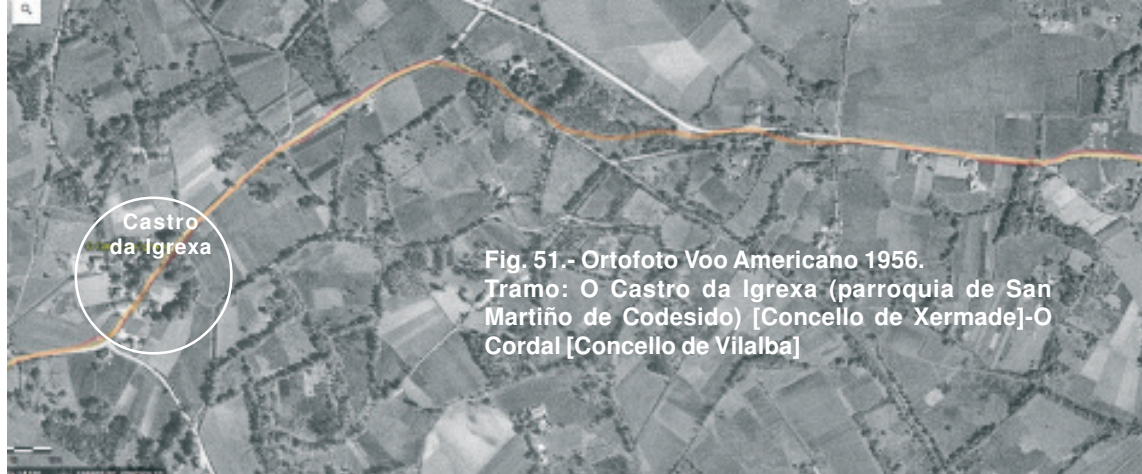 Castro
da Igrexa
Fig. 51.- Ortofoto Voo Americano 1956.
Tramo: O Castro da Igrexa (parroquia de San
Martiño de Codesido) [Concello de Xermade]-O
Cordal [Concello de Vilalba]